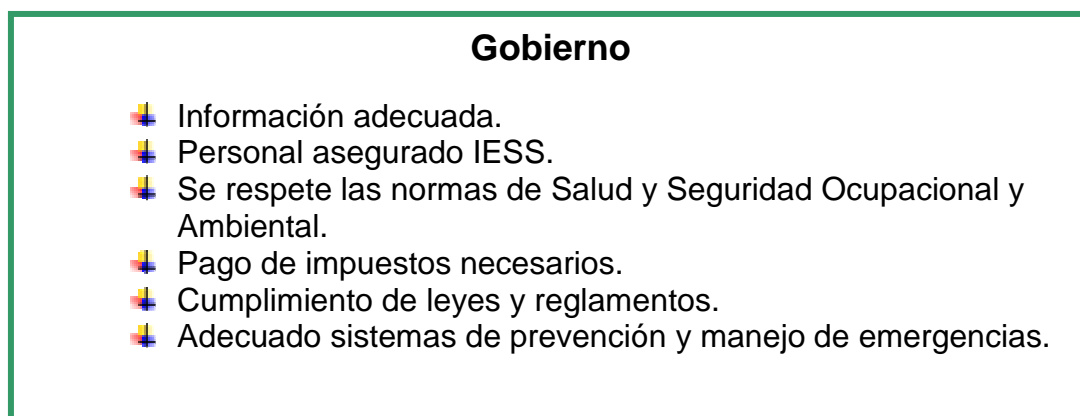 Gobierno
Información adecuada.
Personal asegurado IESS.
Se respete las normas de Salud y Seguridad Ocupacional y
Ambiental.
Pago de impuestos necesarios.
Cumplimiento de leyes y reglamentos.
Adecuado sistemas de prevención y manejo de emergencias.